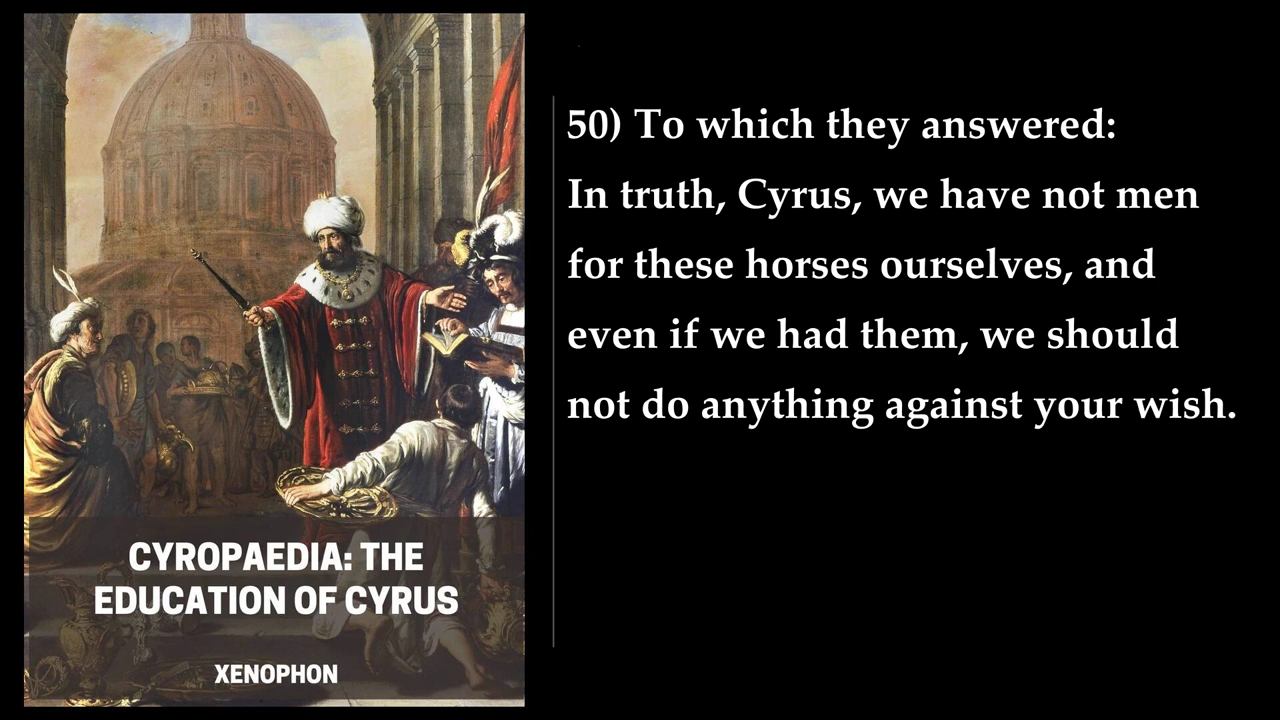 CYROPAEDIA: THE
EDUCATION OF CYRUS
XENOPHON
50) To which they answered:
In truth, Cyrus, we have not men
for these horses ourselves, and
even if we had them, we should
not do anything against your wish.